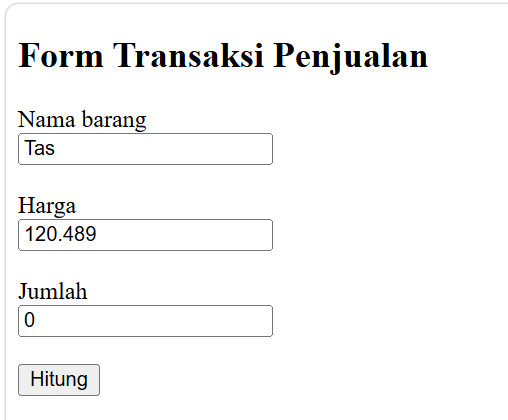 Form Transaksi Penjualan
Nama barang
Tas
Harga
120.489
Jumlah
0
Hitung